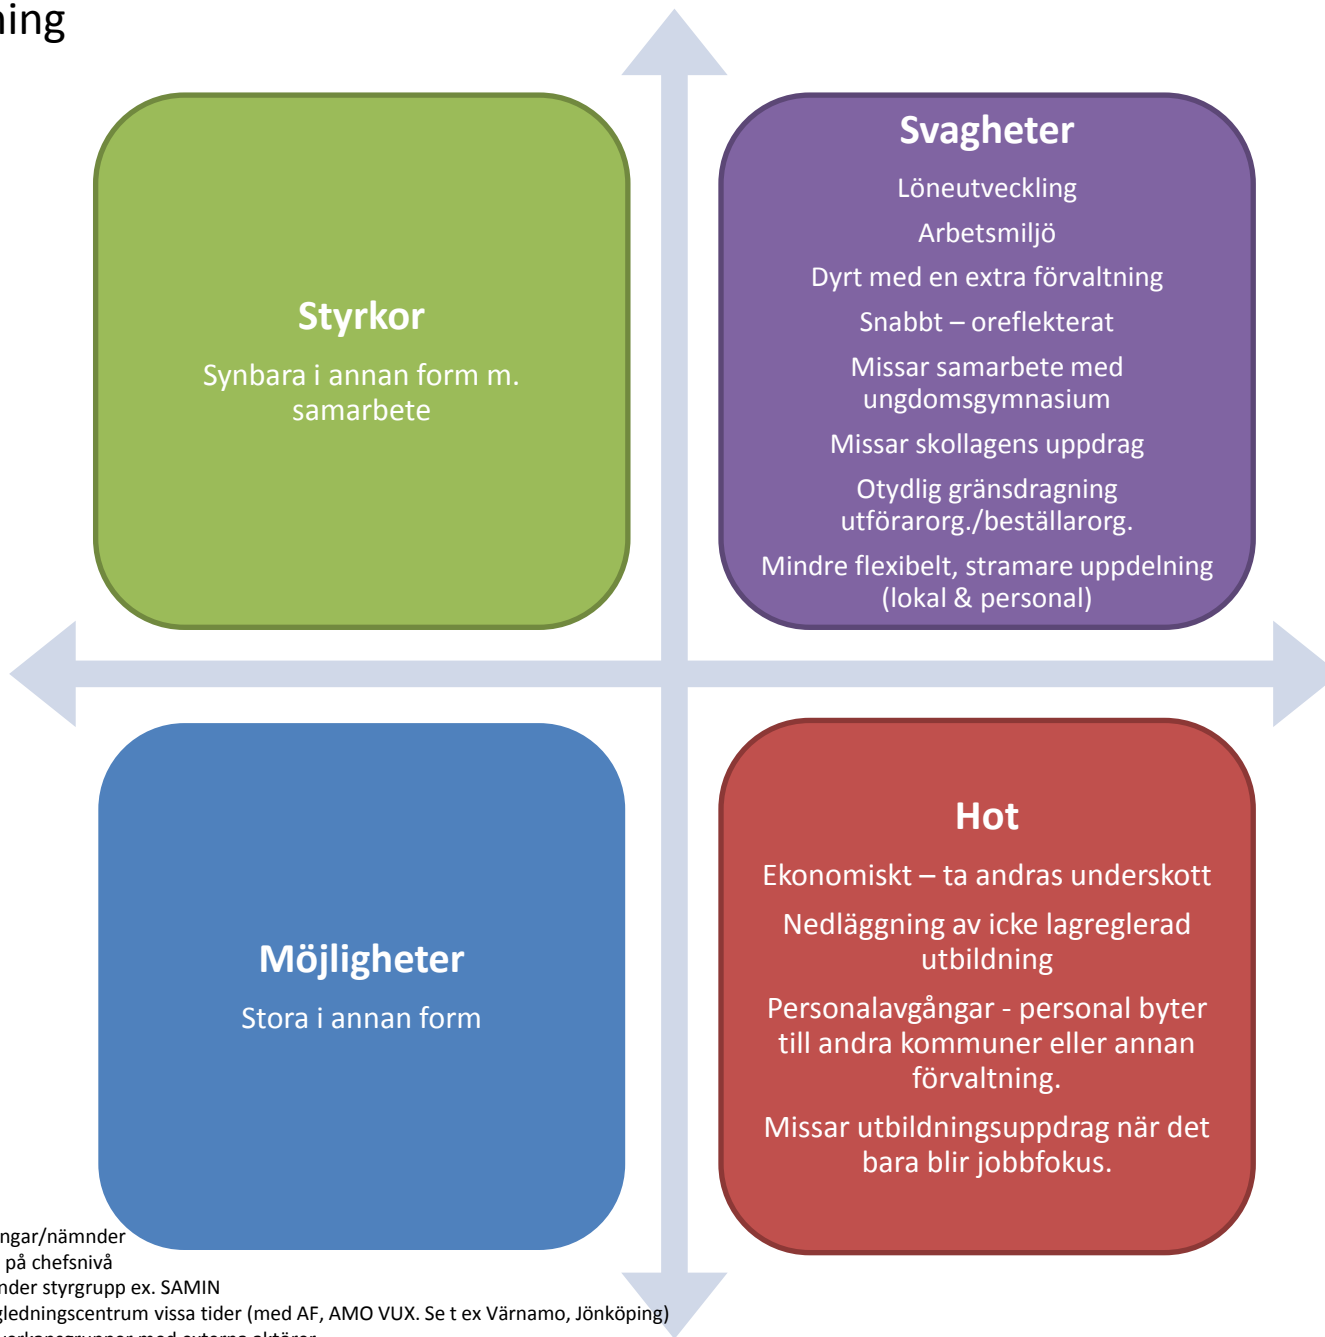 ning
Styrkor
Synbara i annan form m.
samarbete
Svagheter
Löneutveckling
Arbetsmiljö
Dyrt med en extra förvaltning
Snabbt – oreflekterat
Missar samarbete med
ungdomsgymnasium
Missar skollagens uppdrag
Otydlig gränsdragning
utförarorg./beställarorg.
Mindre flexibelt, stramare uppdelning
(lokal & personal)
Möjligheter
Stora i annan form
Hot
Ekonomiskt – ta andras underskott
Nedläggning av icke lagreglerad
utbildning
Personalavgångar - personal byter
till andra kommuner eller annan
förvaltning.
Missar utbildningsuppdrag när det
bara blir jobbfokus.
ngar/nämnder
på chefsnivå
nder styrgrupp ex. SAMIN
gledningscentrum vissa tider (med AF, AMO VUX. Se t ex Värnamo, Jönköping)
med externa aktörer